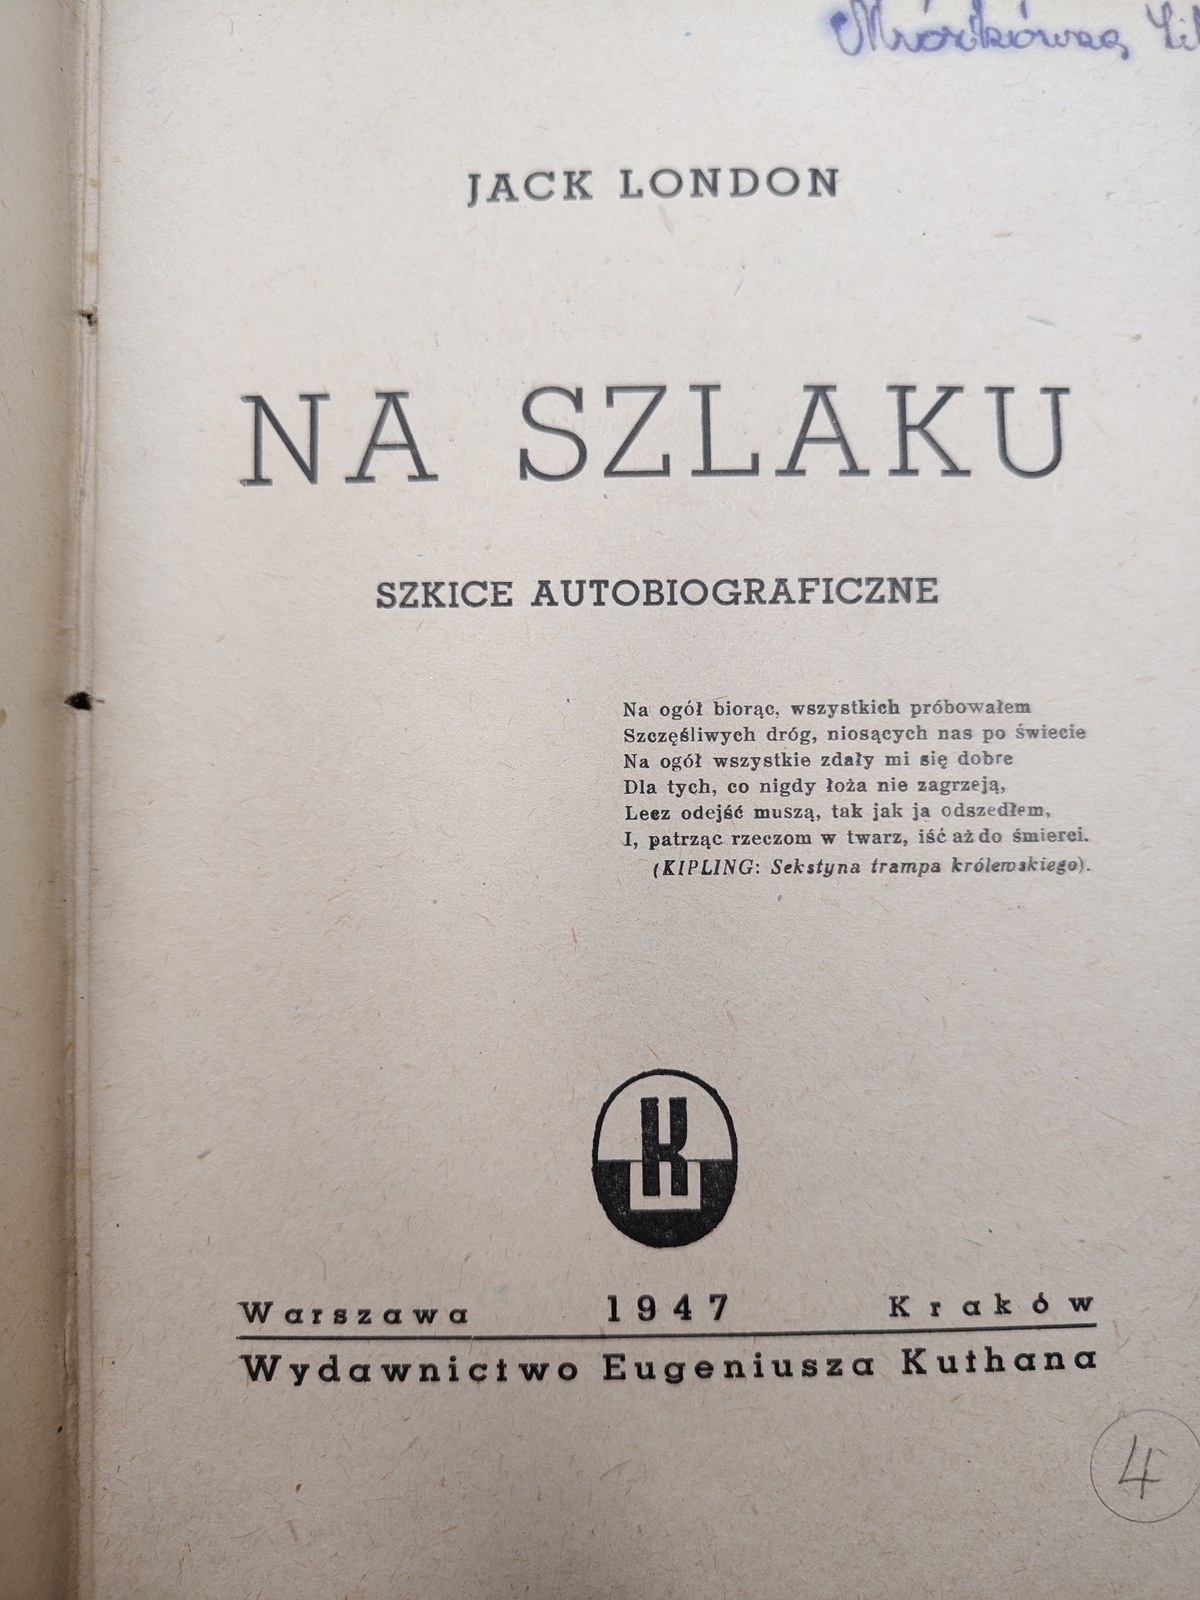 JACK LONDON
NA SZLAKU
SZKICE AUTOBIOGRAFICZNE
Na ogół biorąc, wszystkich próbowałem
Szczęśliwych dróg, niosących nas po świecie
Na ogół wszystkie zdały mi się dobre
Dla tych, co nigdy łoża nie zagrzeją,
Lecz odejść muszą, tak jak ja odszedłem,
I, patrząc rzeczom w twarz, iść aż do śmierci.
(KIPLING: Sekstyna trampa królewskiego).
K
Warszawa 1947 Kraków
Wydawnictwo Eugeniusza Kuthana
4